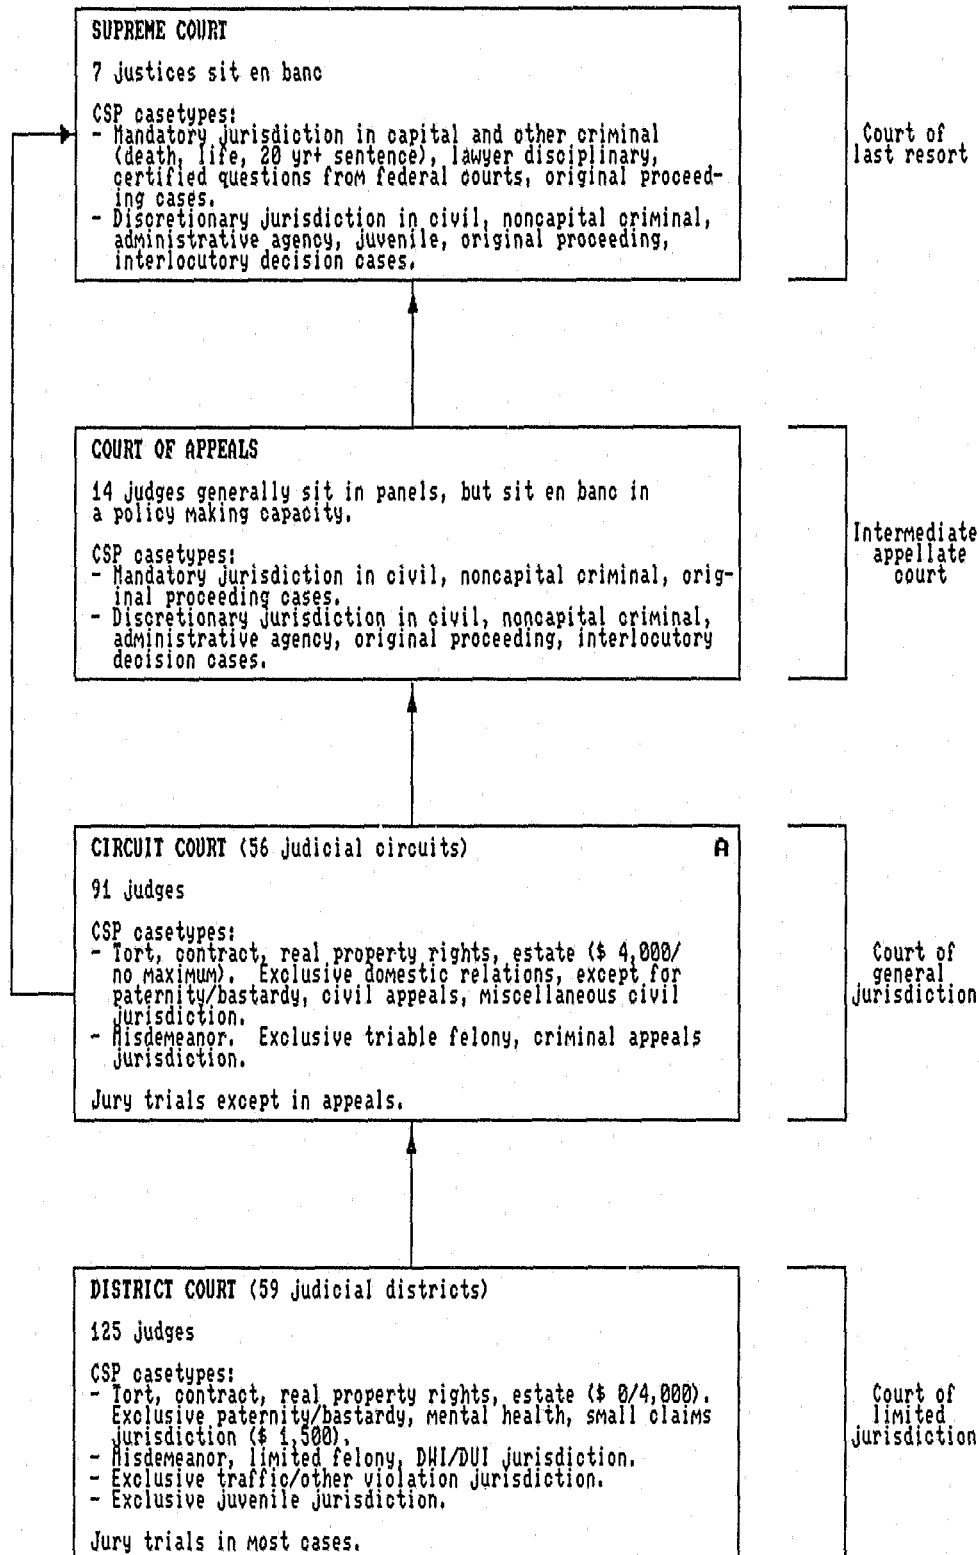 SUPREME COURT
7 justices sit en banc
CSP casetypes:
- Mandatory jurisdiction in capital and other criminal
(death, life, 20 yr+ sentence), lawyer disciplinary,
certified questions from federal courts, original proceed-
ing cases.
- Discretionary jurisdiction in civil, noncapital criminal,
administrative agency, juvenile, original proceeding,
interlocutory decision cases.
Court of
last resort
COURT OF APPEALS
14 judges generally sit in panels, but sit en banc in
a policy making capacity.
CSP casetypes:
- Mandatory jurisdiction in civil, noncapital criminal, orig-
inal proceeding cases.
- Discretionary jurisdiction in civil, noncapital criminal,
administrative agency, original proceeding, interlocutory
decision cases.
Intermediate
appellate
court
CIRCUIT COURT (56 judicial circuits) A
91 judges
CSP casetypes:
- Tort, contract, real property rights, estate ($ 4,000/
no maximum). Exclusive domestic relations, except for
paternity/bastardy, civil appeals, miscellaneous civil
jurisdiction.
- Misdemeanor. Exclusive triable felony, criminal appeals
jurisdiction.
Jury trials except in appeals.
Court of
general
jurisdiction
DISTRICT COURT (59 judicial districts)
125 judges
CSP casetypes:
- Tort, contract, real property rights, estate ($ 0/4,000).
Exclusive paternity/bastardy, mental health, small claims
jurisdiction ($ 1,500).
- Misdemeanor, limited felony, DWI/DUI jurisdiction.
- Exclusive traffic/other violation jurisdiction.
- Exclusive juvenile jurisdiction.
Jury trials in most cases.
Court of
limited
jurisdiction